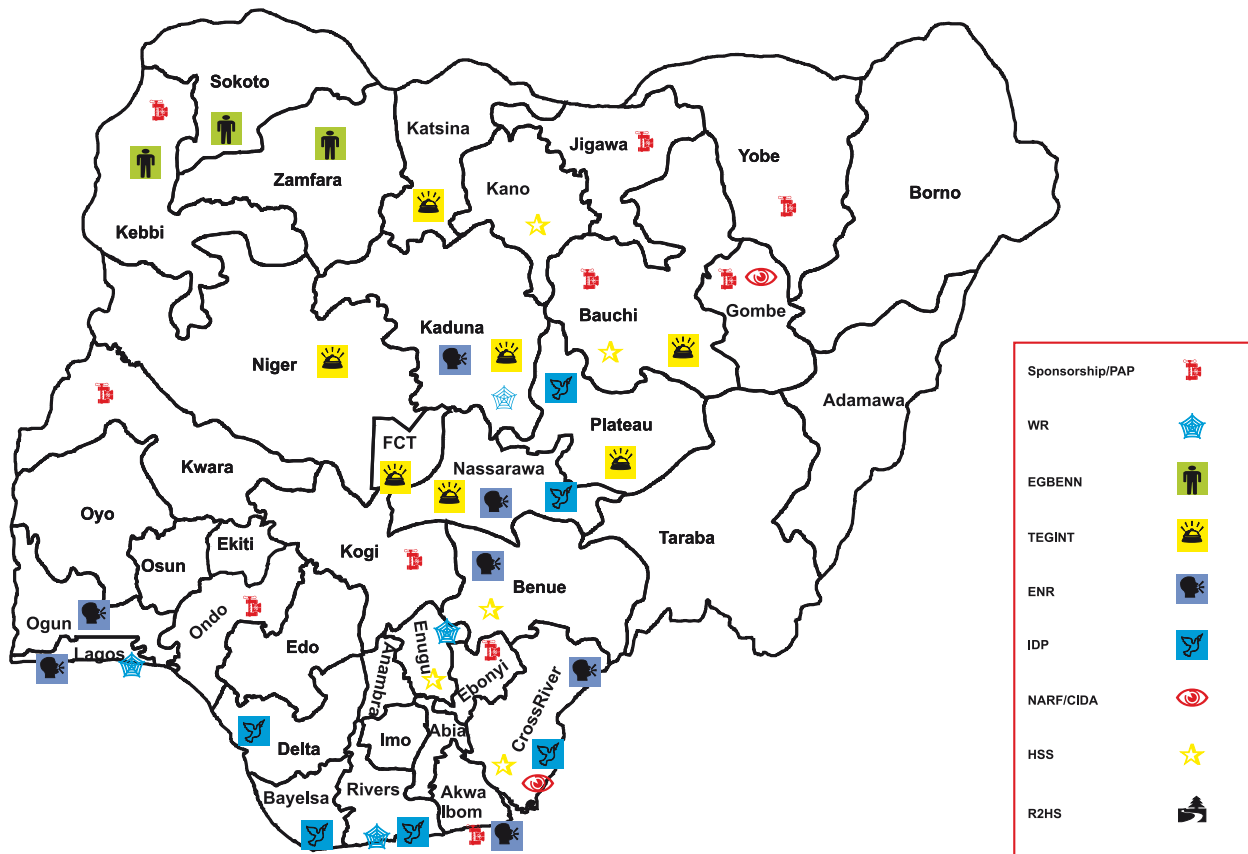 Sokoto
Katsina
Jigawa
Yobe
Kano
Zamfara
Borno
Kebbi
Gombe
Bauchi
Kaduna
Niger
Adamawa
Plateau
FCT
Nassarawa
Kwara
Oyo
Taraba
Ekiti
Kogi
Osun
Benue
Ogun
Ondo
Edo
Enugu
Lagos
Anambra
Ebonyi
CrossRiver
Abia
Imo
Delta
Bayelsa
Rivers
Akwa
Ibom
Sponsorship/PAP
WR
EGBENN
TEGINT
ENR
IDP
NARF/CIDA
HSS
R2HS